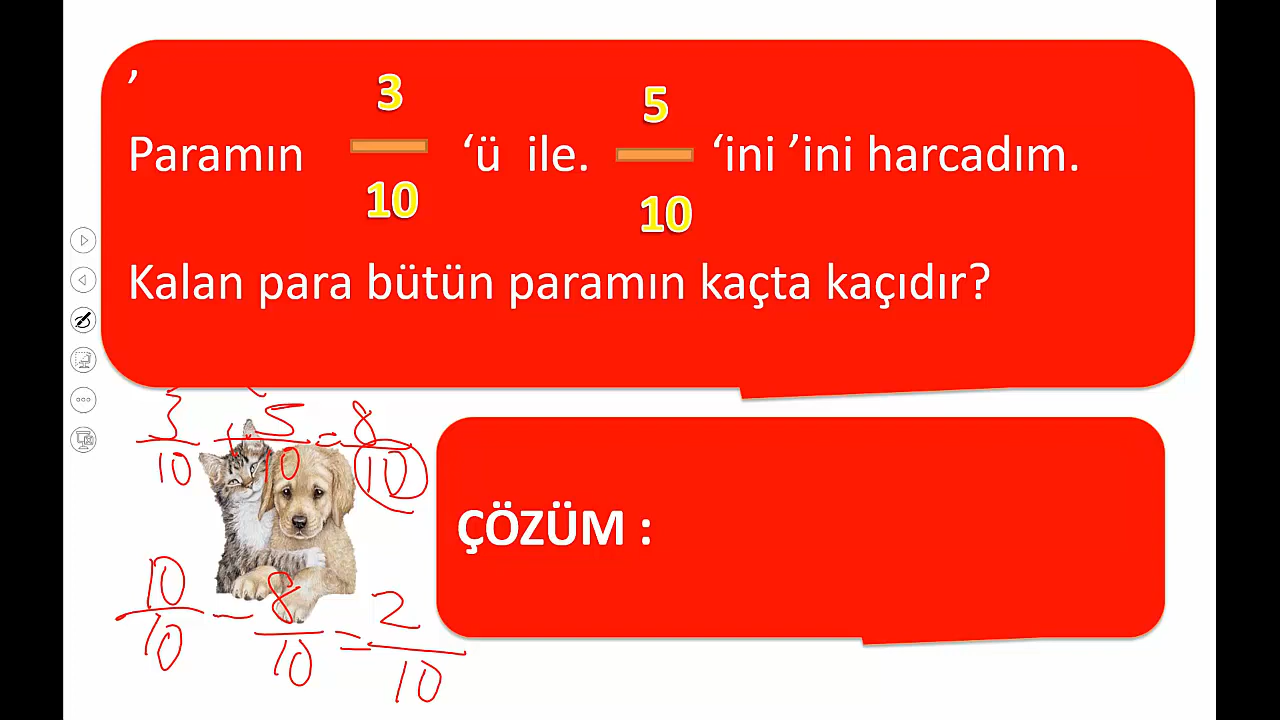 ’
Paramın 3/10 ‘ü ile. 5/10 ‘ini ’ini harcadım.
Kalan para bütün paramın kaçta kaçıdır?
3/10 + 5/10 = 8/10
ÇÖZÜM :
10/10 - 8/10 = 2/10